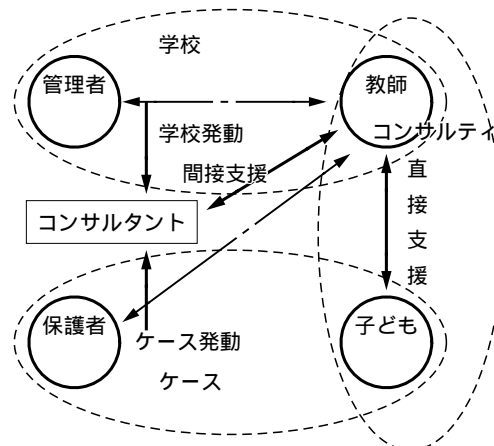 学校
管理者
教師
コンサルティ
学校発動
間接支援
直接支援
コンサルタント
保護者
子ども
ケース発動
ケース